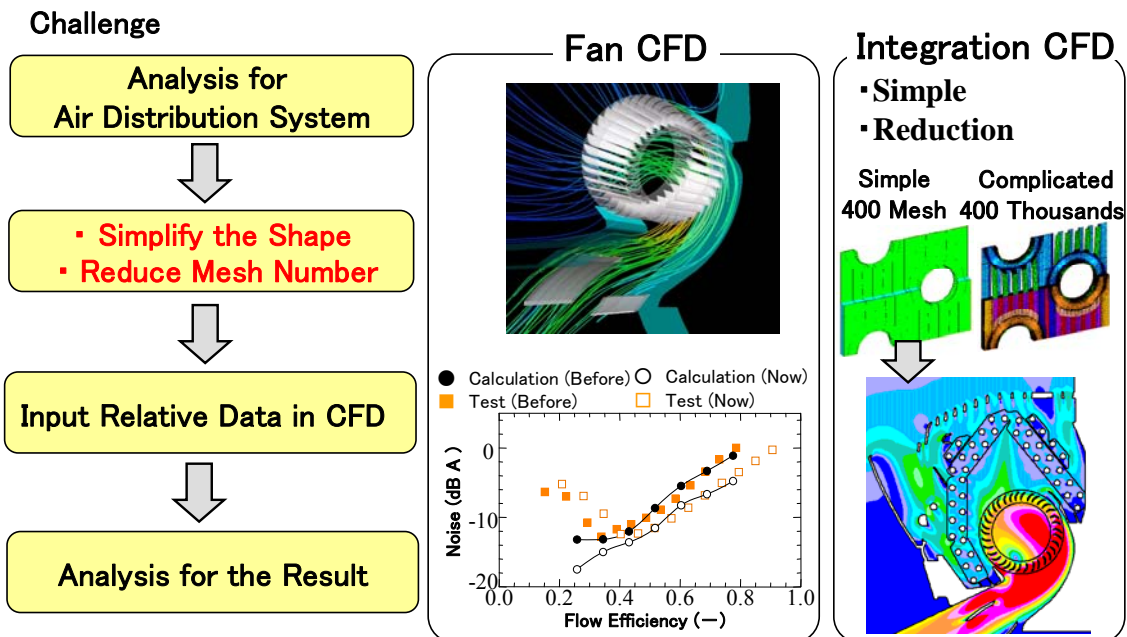 Challenge
Analysis for
Air Distribution System
・Simplify the Shape
・Reduce Mesh Number
Input Relative Data in CFD
Analysis for the Result
Fan CFD
● Calculation (Before) ○ Calculation (Now)
■ Test (Before) □ Test (Now)
0
-10
-20
Noise (dB A)
0.0 0.2 0.4 0.6 0.8 1.0
Flow Efficiency (—)
Integration CFD
・Simple
・Reduction
Simple
400 Mesh
Complicated
400 Thousands